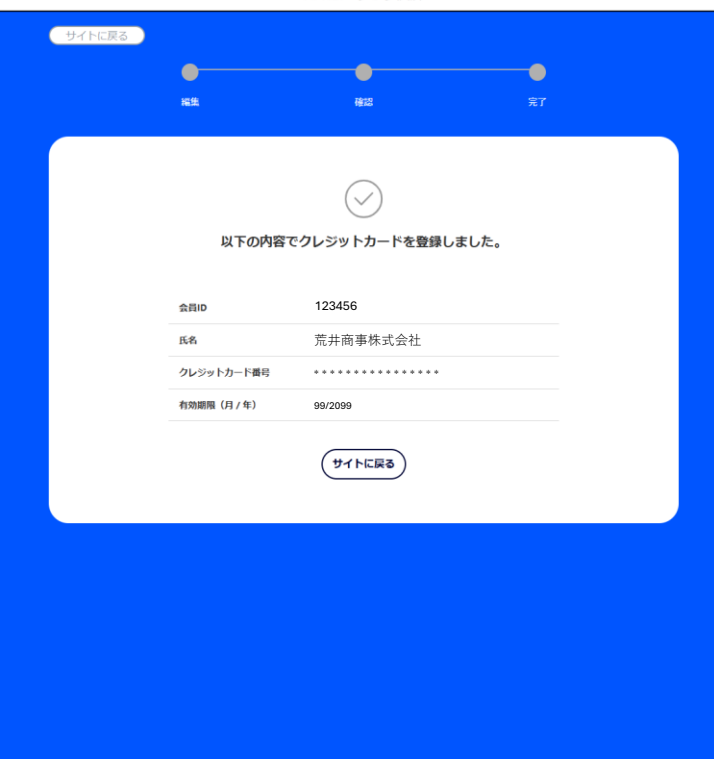 サイトに戻る
編集 確認 完了
以下の内容でクレジットカードを登録しました。
会員ID 123456
氏名 荒井商事株式会社
クレジットカード番号 ****************
有効期限（月 / 年） 99/2099
サイトに戻る